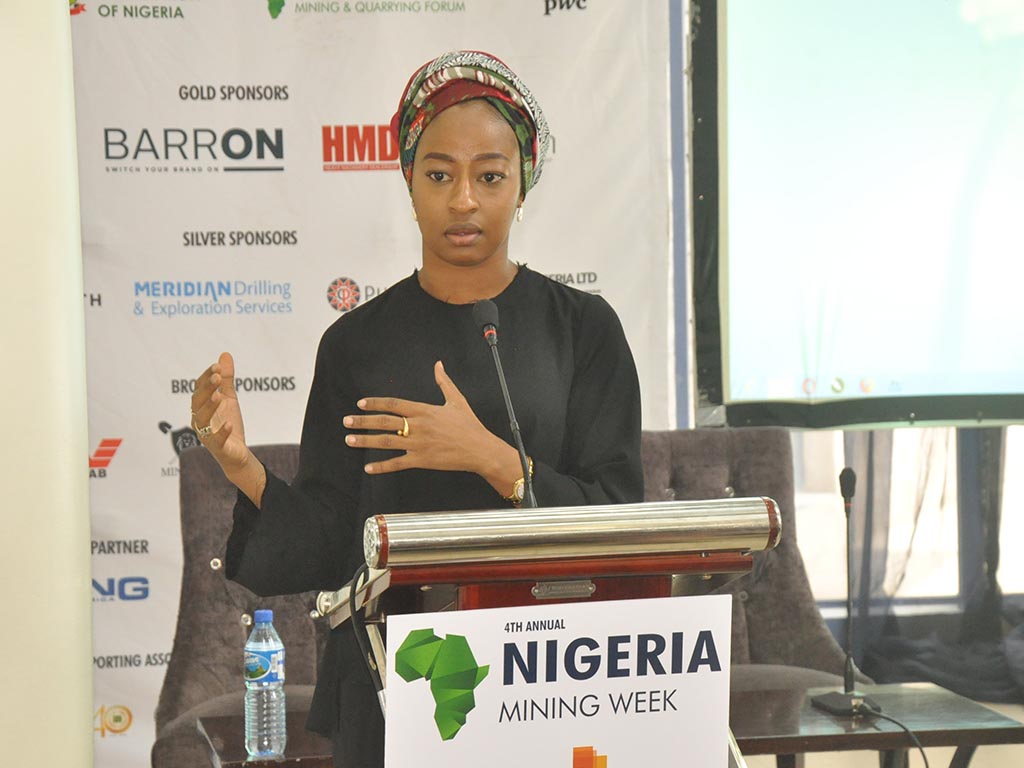 OF NIGERIA
MINING & QUARRYING FORUM
pwc
GOLD SPONSORS
BARRON
SWITCH YOUR BRAND ON
HMD
SILVER SPONSORS
MERIDIAN Drilling
& Exploration Services
LTD
SPONSORS
PARTNER
4TH ANNUAL
NIGERIA
MINING WEEK